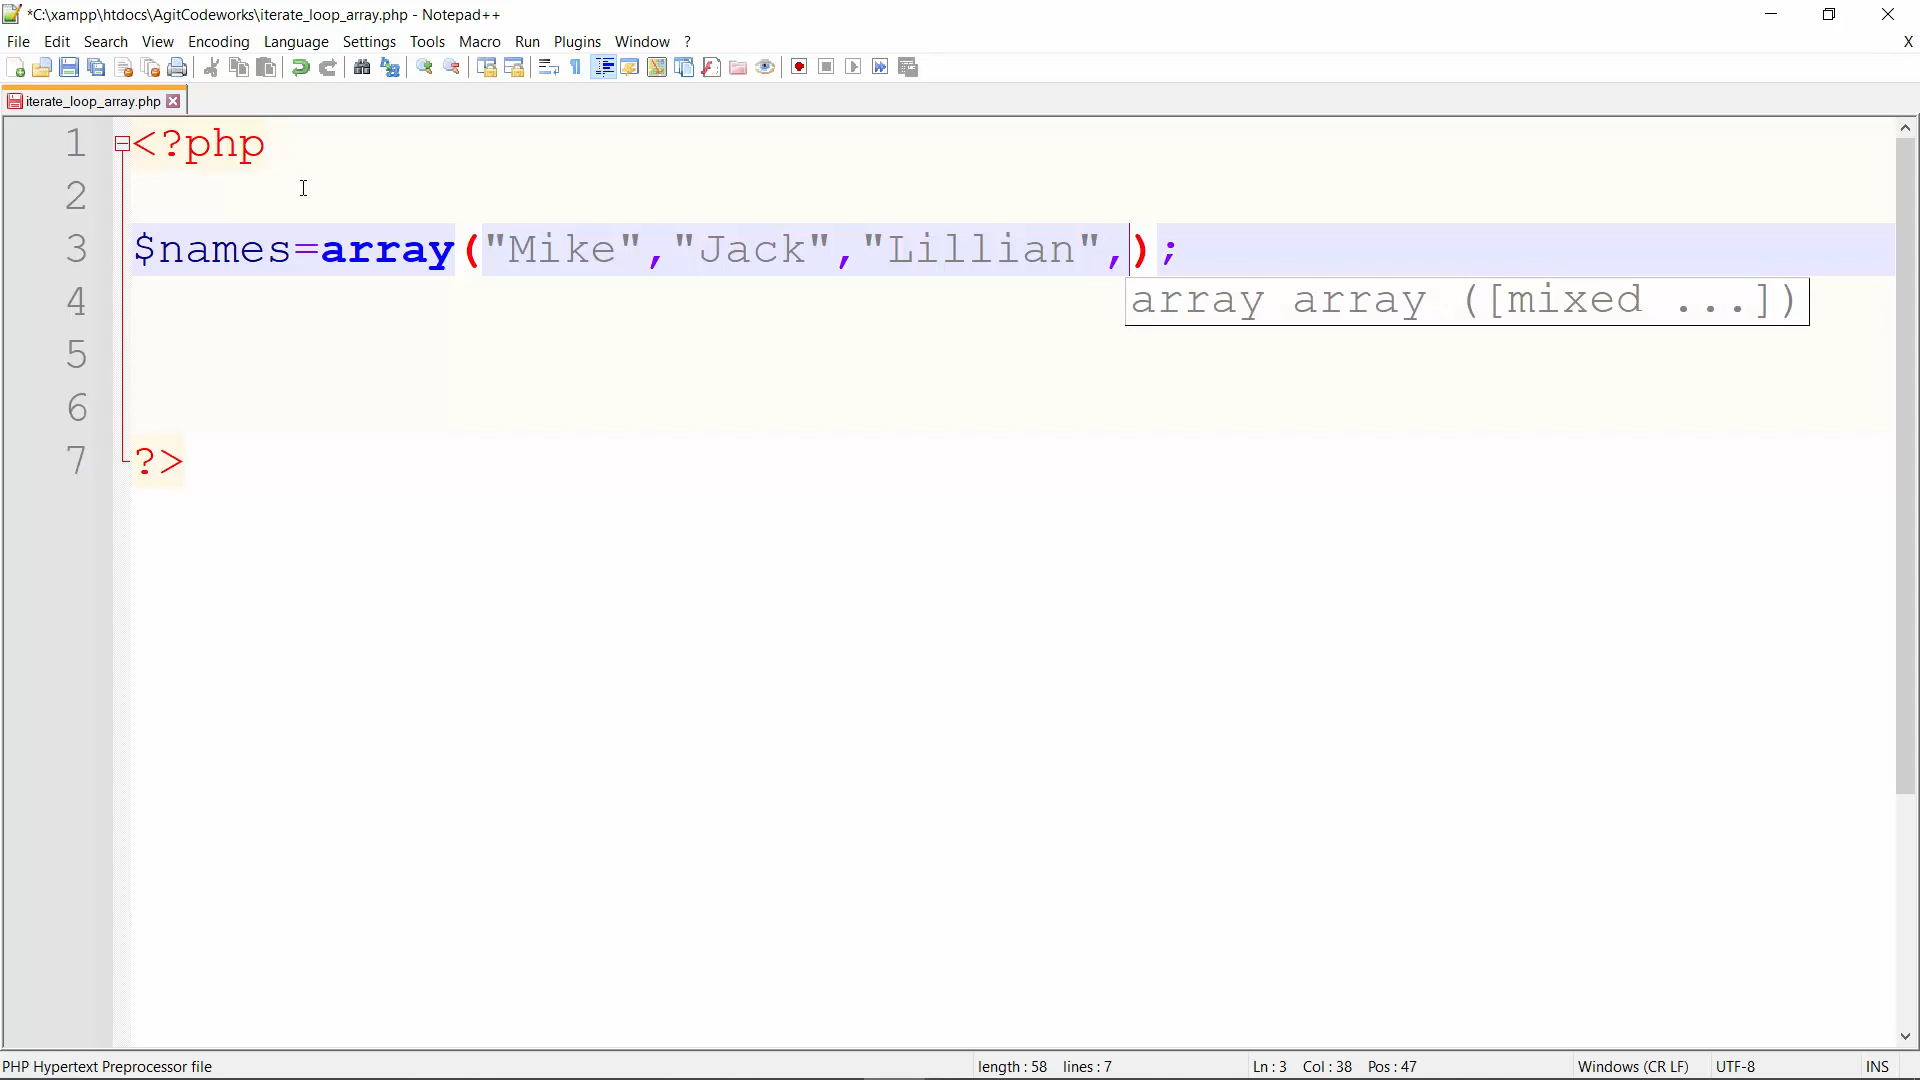 *C:\xampp\htdocs\AgitCodeworks\iterate_loop_array.php - Notepad++
File Edit Search View Encoding Language Settings Tools Macro Run Plugins Window ? X
iterate_loop_array.php
1 <?php
2
3 $names=array("Mike","Jack","Lillian",);
4 array array ([mixed ...])
5
6
7 ?>
PHP Hypertext Preprocessor file length : 58 lines : 7 Ln : 3 Col : 38 Pos : 47 Windows (CR LF) UTF-8 INS